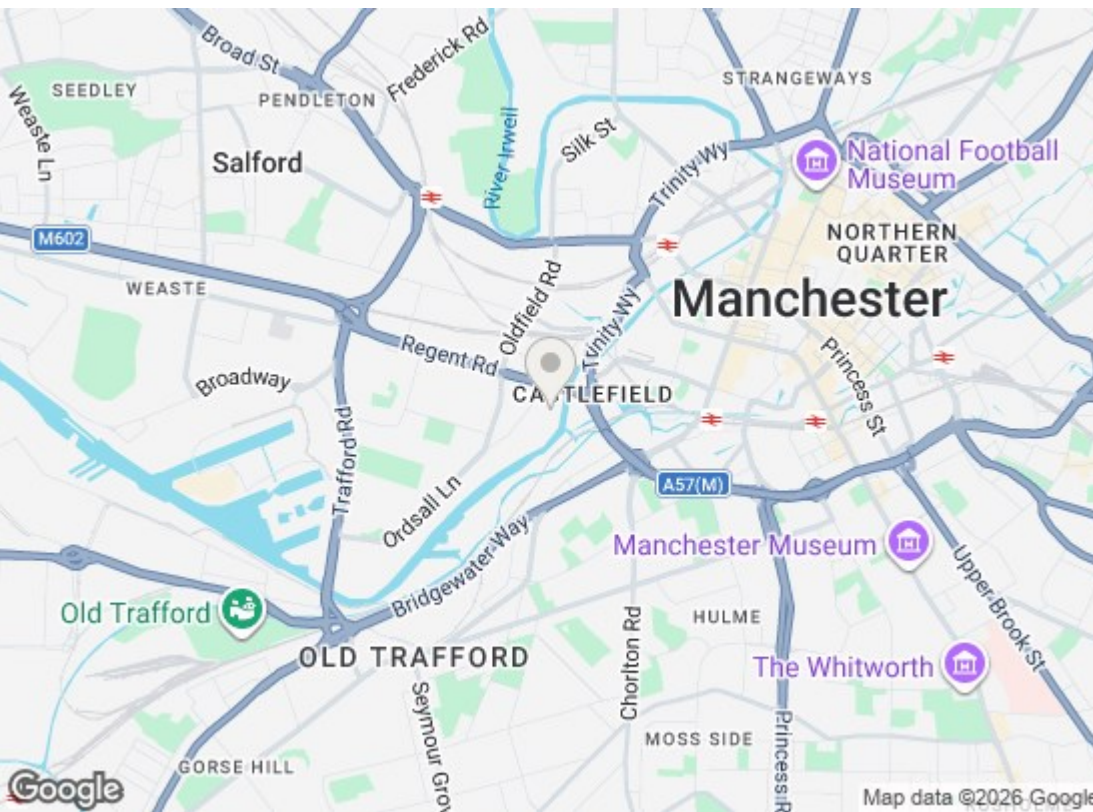 Broad St
Frederick Rd
STRANGEWAYS
SEEDLEY
PENDLETON
Weaste Ln
River Irwell
Silk St
Trinity Wy
National Football
Museum
Salford
M602
NORTHERN
QUARTER
WEASTE
Oldfield Rd
Trinity Wy
Manchester
Regent Rd
Princess St
Broadway
CASTLEFIELD
Trafford Rd
A57(M)
Ordsall Ln
Manchester Museum
Bridgewater Way
Upper Brook St
Old Trafford
HULME
OLD TRAFFORD
Chorlton Rd
The Whitworth
Seymour Grov
Princess R
MOSS SIDE
GORSE HILL
Google
Map data ©2026 Google